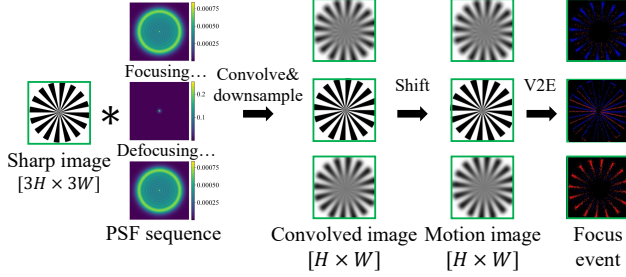 0.00075
0.00050
0.00025
Focusing…
Convolve&
downsample
Shift
V2E
*
0.2
0.1
Sharp image
[3H × 3W]
Defocusing…
0.00075
0.00050
0.00025
PSF sequence
Convolved image
[H × W]
Motion image
[H × W]
Focus
event